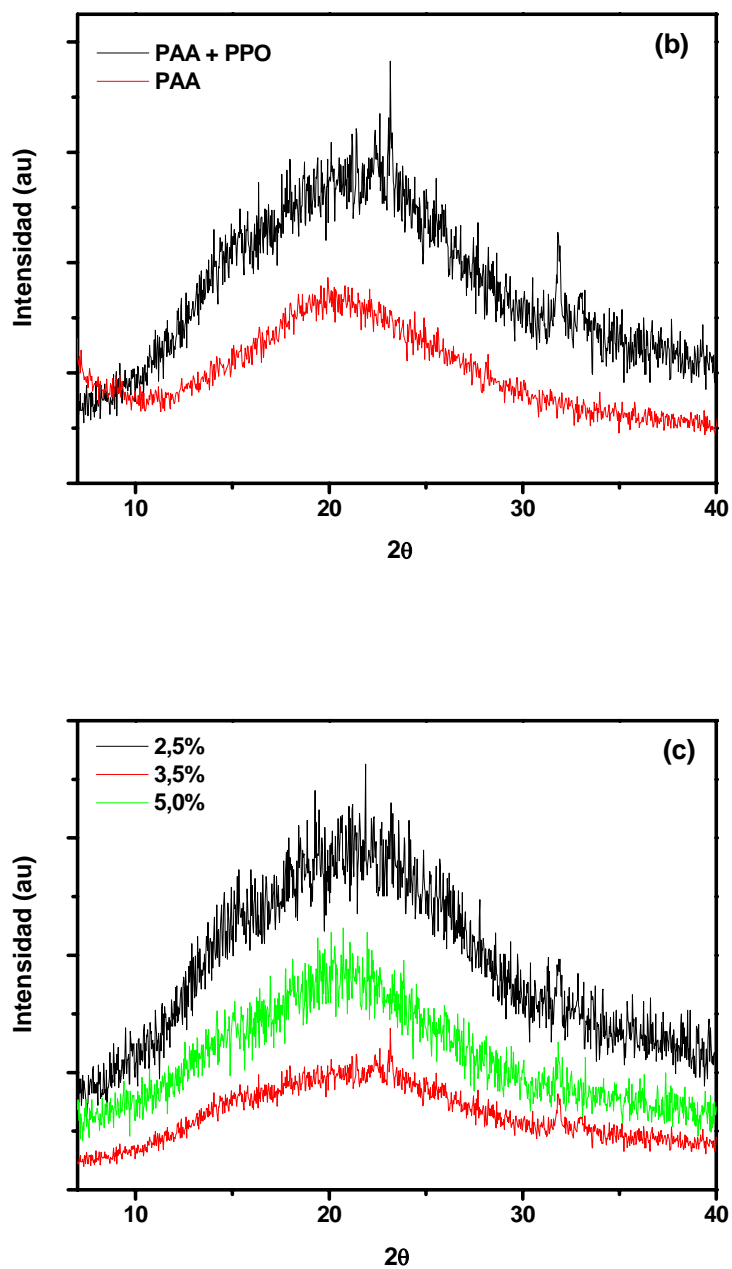 PAA + PPO
PAA
(b)
Intensidad (au)
10 20 30 40
2θ
2,5%
3,5%
5,0%
(c)
Intensidad (au)
10 20 30 40
2θ